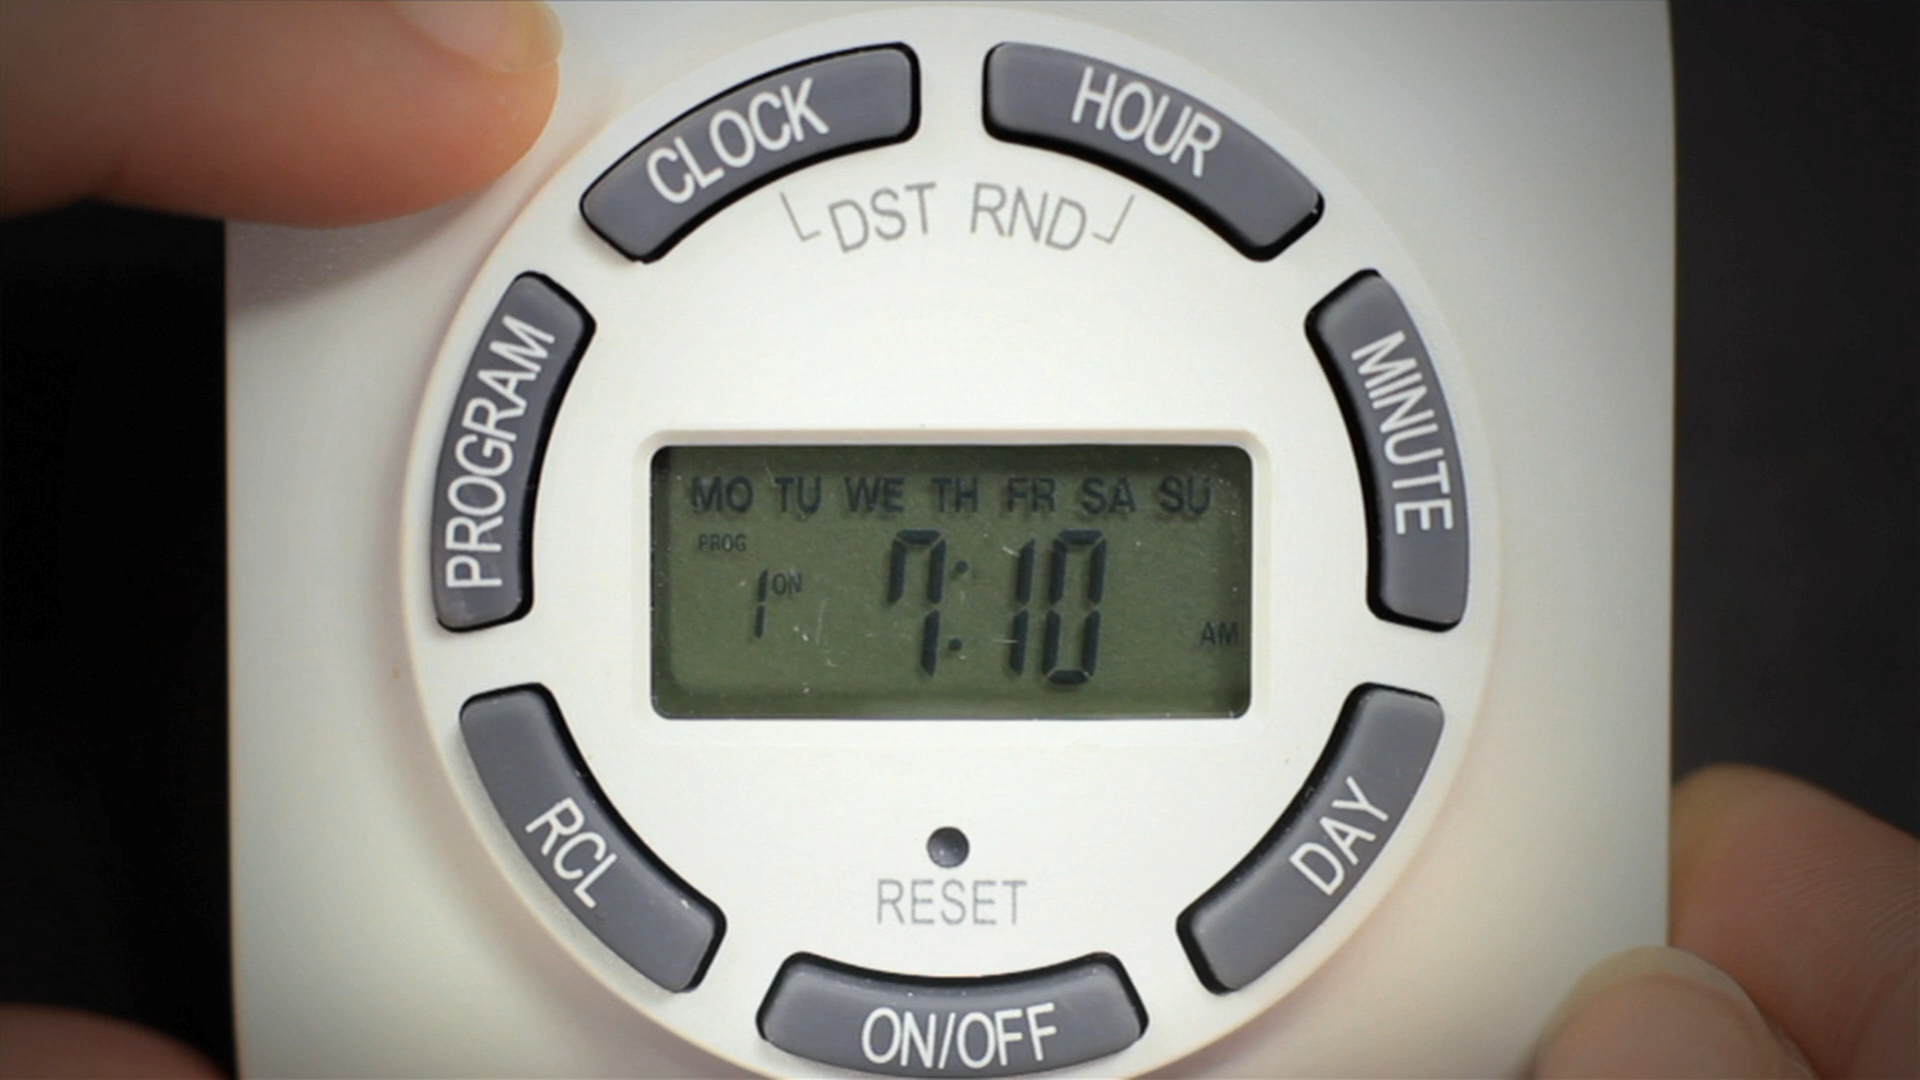 CLOCK
HOUR
DST RND
PROGRAM
MINUTE
MO TU WE TH FR SA SU
PROG
1 ON 7:10 AM
RCL
DAY
RESET
ON/OFF